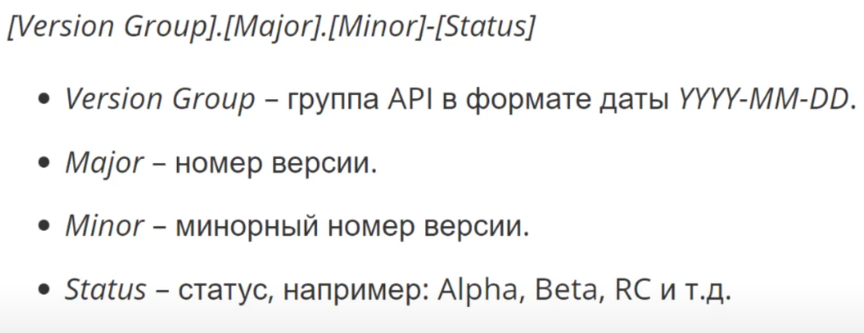 [Version Group].[Major].[Minor]-[Status]
• Version Group – группа API в формате даты YYYY-MM-DD.
• Major – номер версии.
• Minor – минорный номер версии.
• Status – статус, например: Alpha, Beta, RC и т.д.